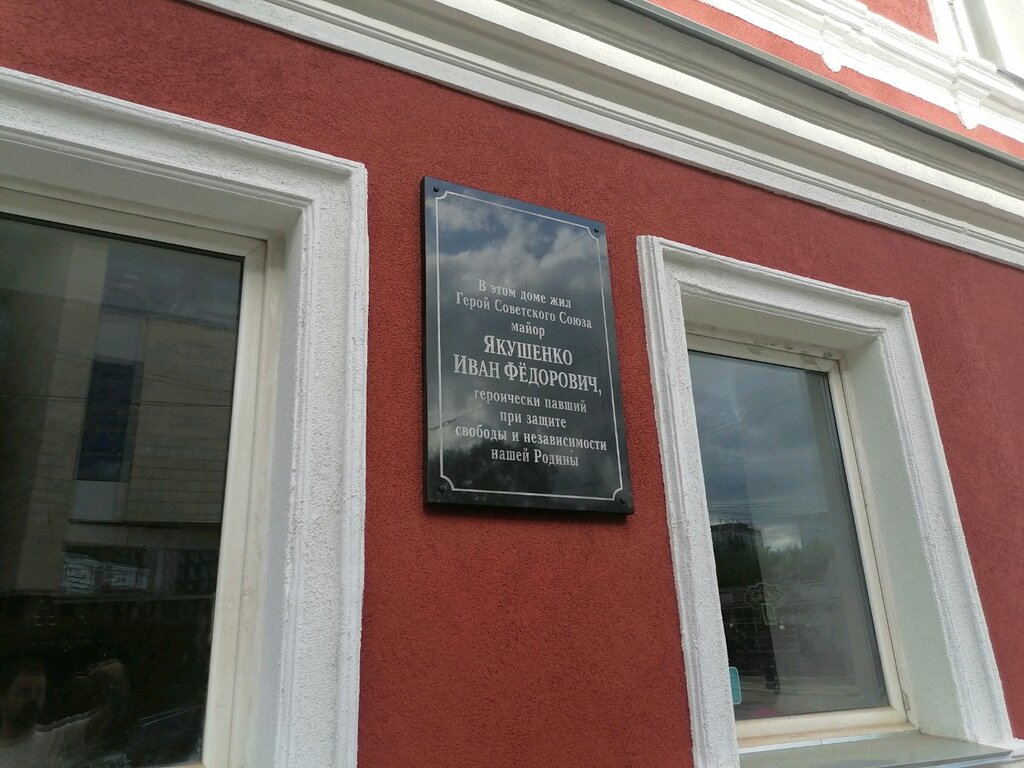 В этом доме жил
Герой Советского Союза
майор
ЯКУШЕНКО
ИВАН ФЁДОРОВИЧ,
героически павший
при защите
свободы и независимости
нашей Родины